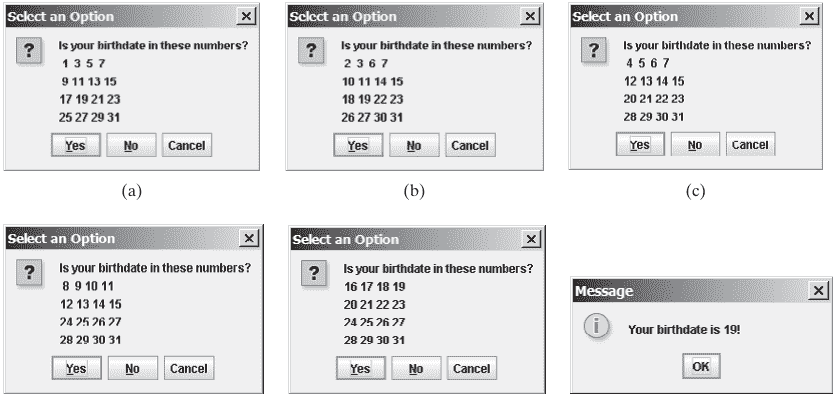 Select an Option
Is your birthdate in these numbers?
1 3 5 7
9 11 13 15
17 19 21 23
25 27 29 31
Yes No Cancel
(a)
Select an Option
Is your birthdate in these numbers?
2 3 6 7
10 11 14 15
18 19 22 23
26 27 30 31
Yes No Cancel
(b)
Select an Option
Is your birthdate in these numbers?
4 5 6 7
12 13 14 15
20 21 22 23
28 29 30 31
Yes No Cancel
(c)
Select an Option
Is your birthdate in these numbers?
8 9 10 11
12 13 14 15
24 25 26 27
28 29 30 31
Yes No Cancel
Select an Option
Is your birthdate in these numbers?
16 17 18 19
20 21 22 23
24 25 26 27
28 29 30 31
Yes No Cancel
Message
Your birthdate is 19!
OK